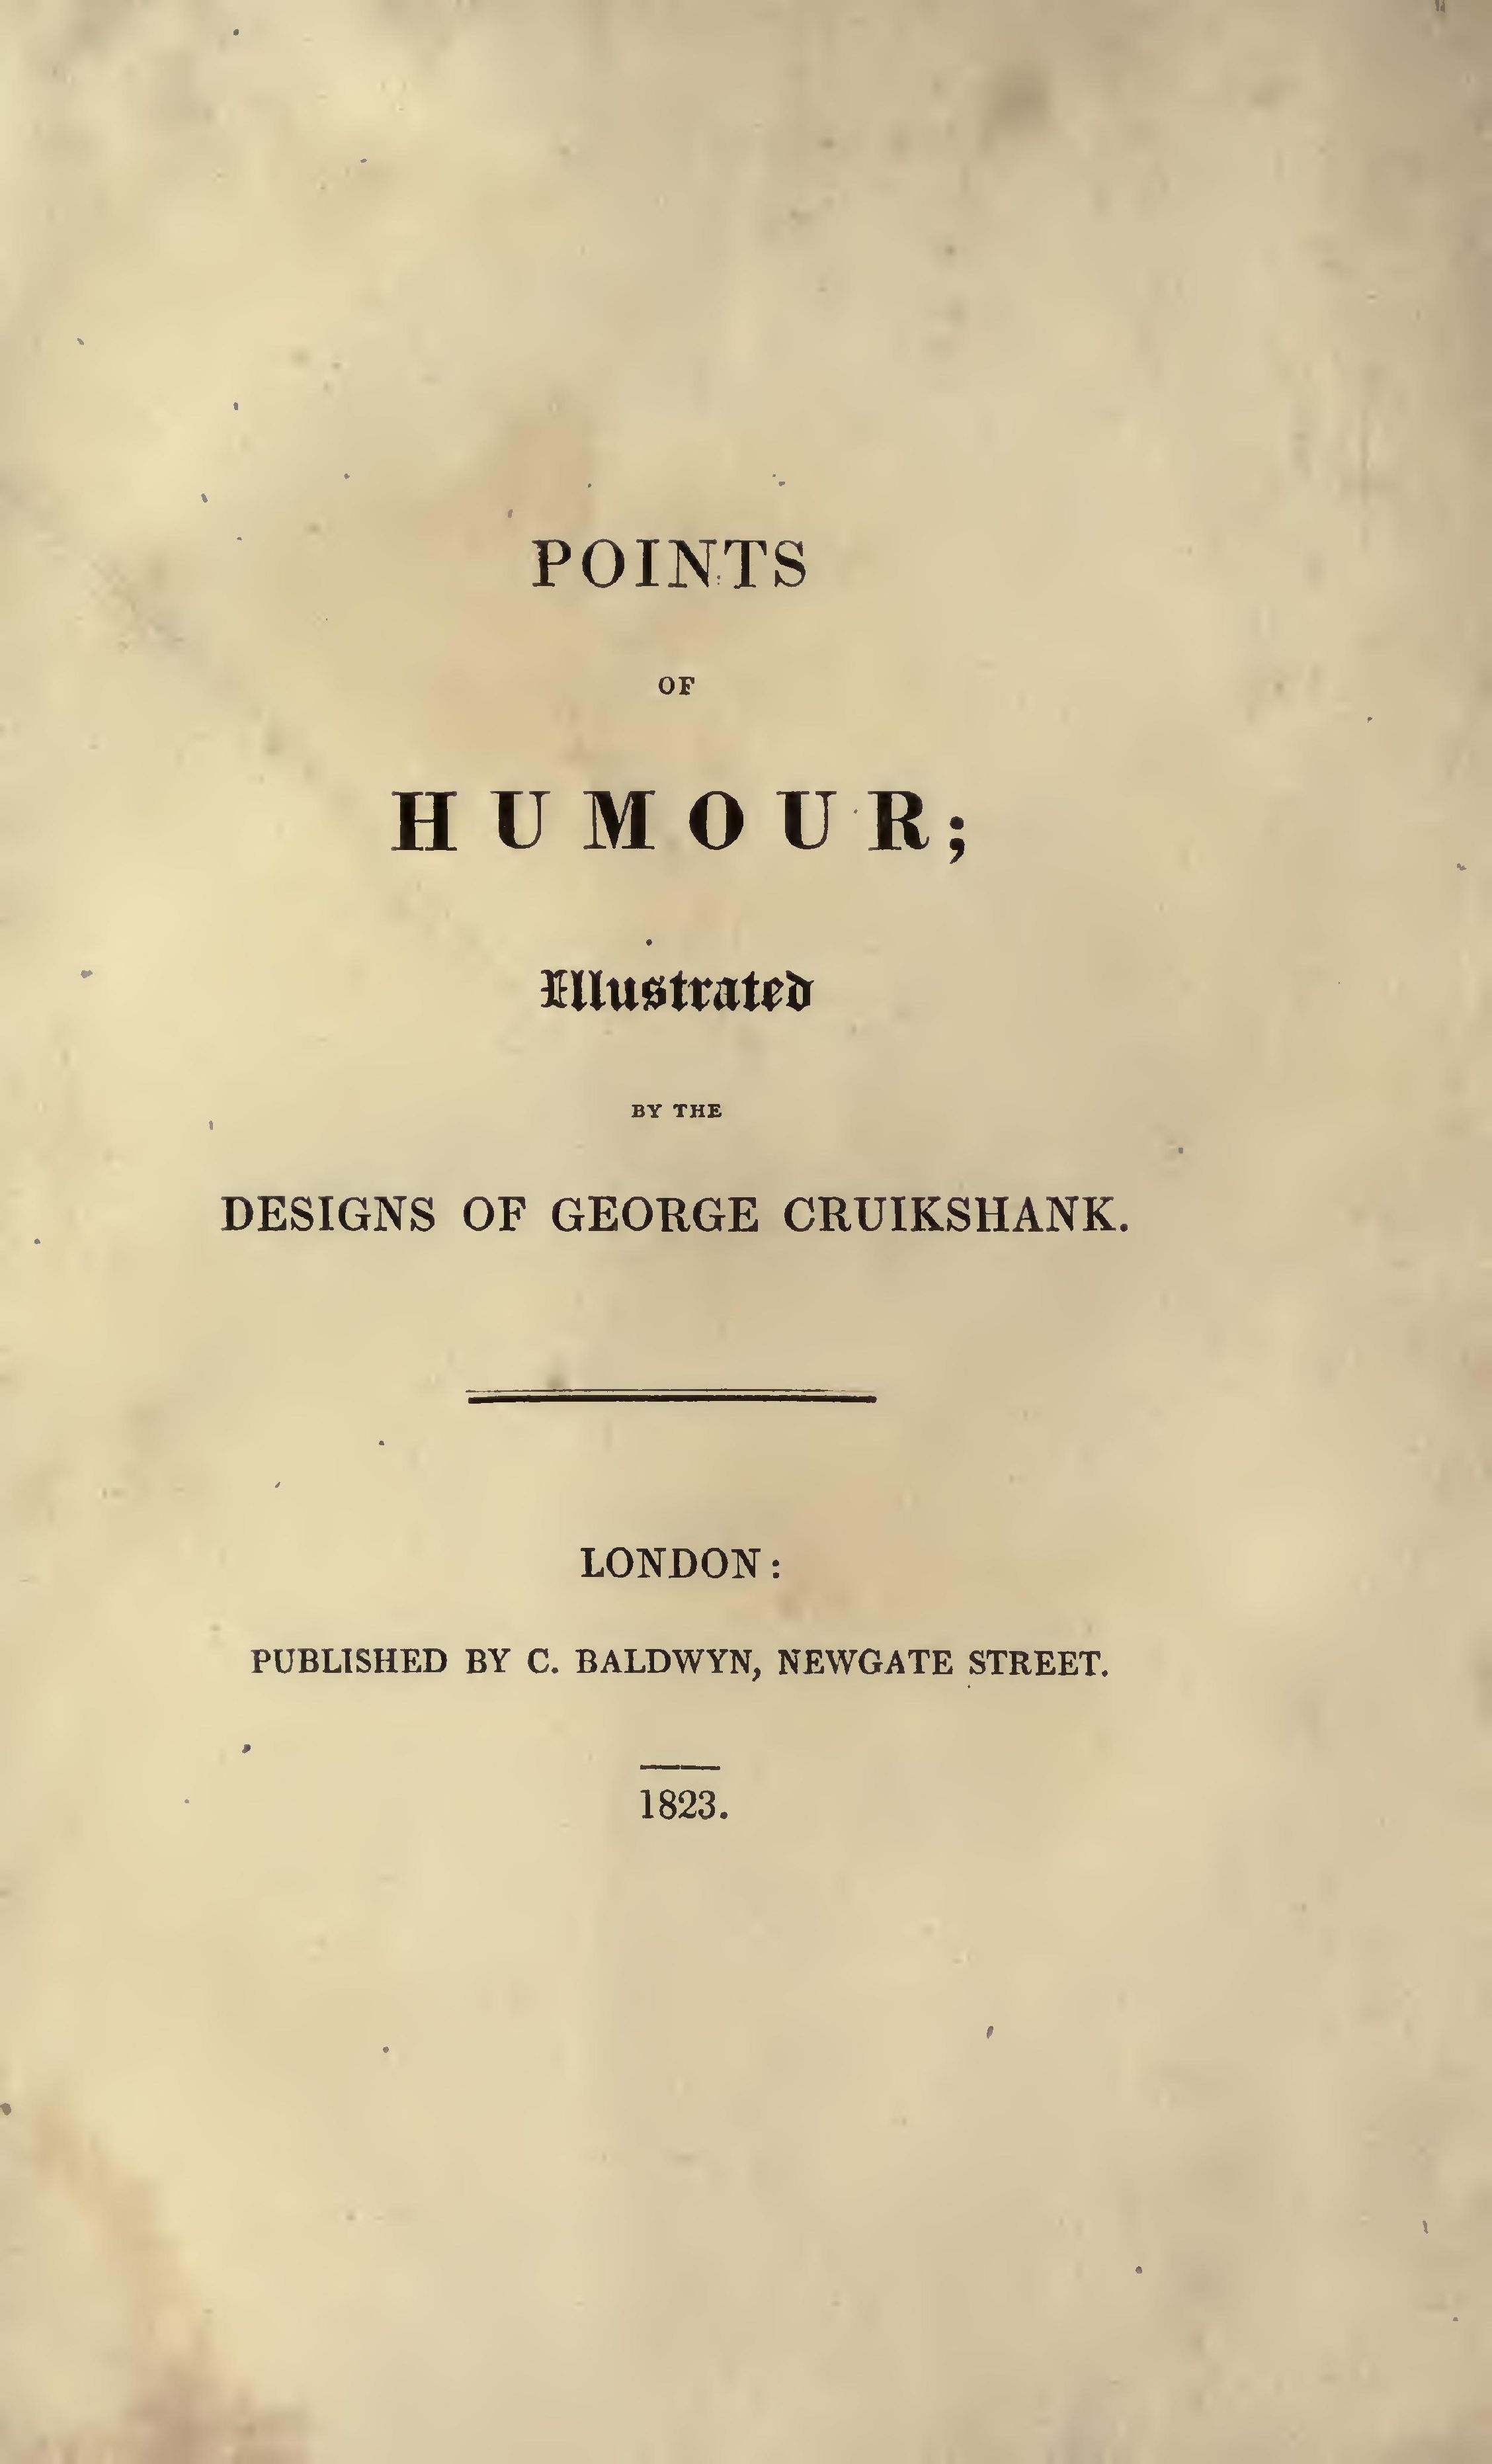 POINTS
OF
HUMOUR;
Illustrated
BY THE
DESIGNS OF GEORGE CRUIKSHANK.
LONDON:
PUBLISHED BY C. BALDWYN, NEWGATE STREET.
1823.